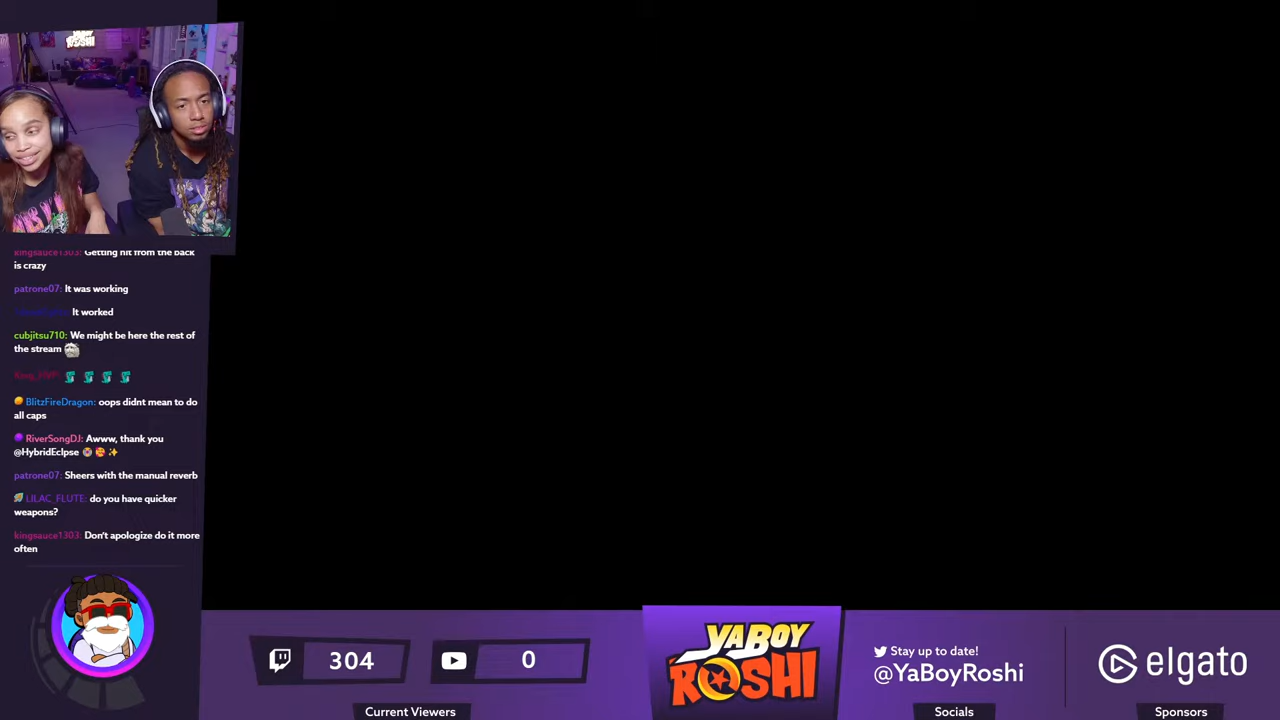 YABOY
ROSHI
kingsauce1303: Getting hit from the back
is crazy
patrone07: It was working
It worked
cubjitsu710: We might be here the rest of
the stream
BlitzFireDragon: oops didnt mean to do
all caps
RiverSongDJ: Awww, thank you
@HybridEclpse
patrone07: Sheers with the manual reverb
LILAC_FLUTE: do you have quicker
weapons?
kingsauce1303: Don't apologize do it more
often
304
0
Current Viewers
YABOY
ROSHI
Stay up to date!
@YaBoyRoshi
Socials
elgato
Sponsors